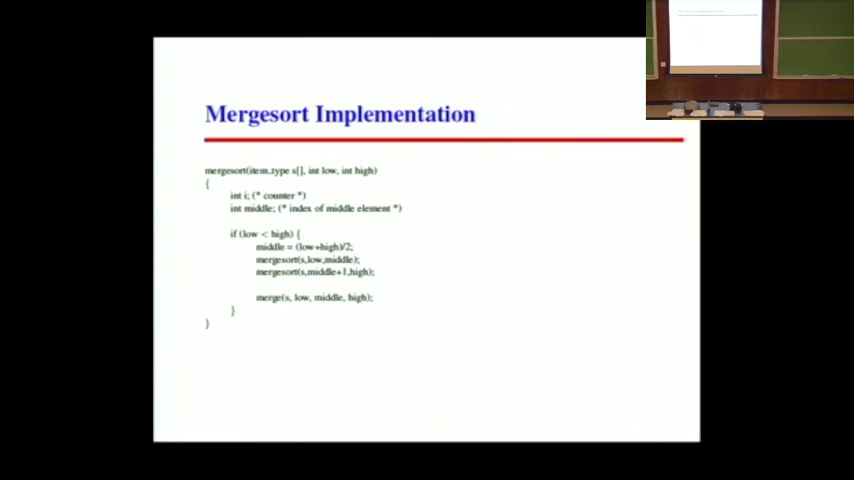 Mergesort Implementation
mergesort(item_type s[], int low, int high)
{
int i; (* counter *)
int middle; (* index of middle element *)
if (low < high) {
middle = (low+high)/2;
mergesort(s,low,middle);
mergesort(s,middle+1,high);
merge(s, low, middle, high);
}
}